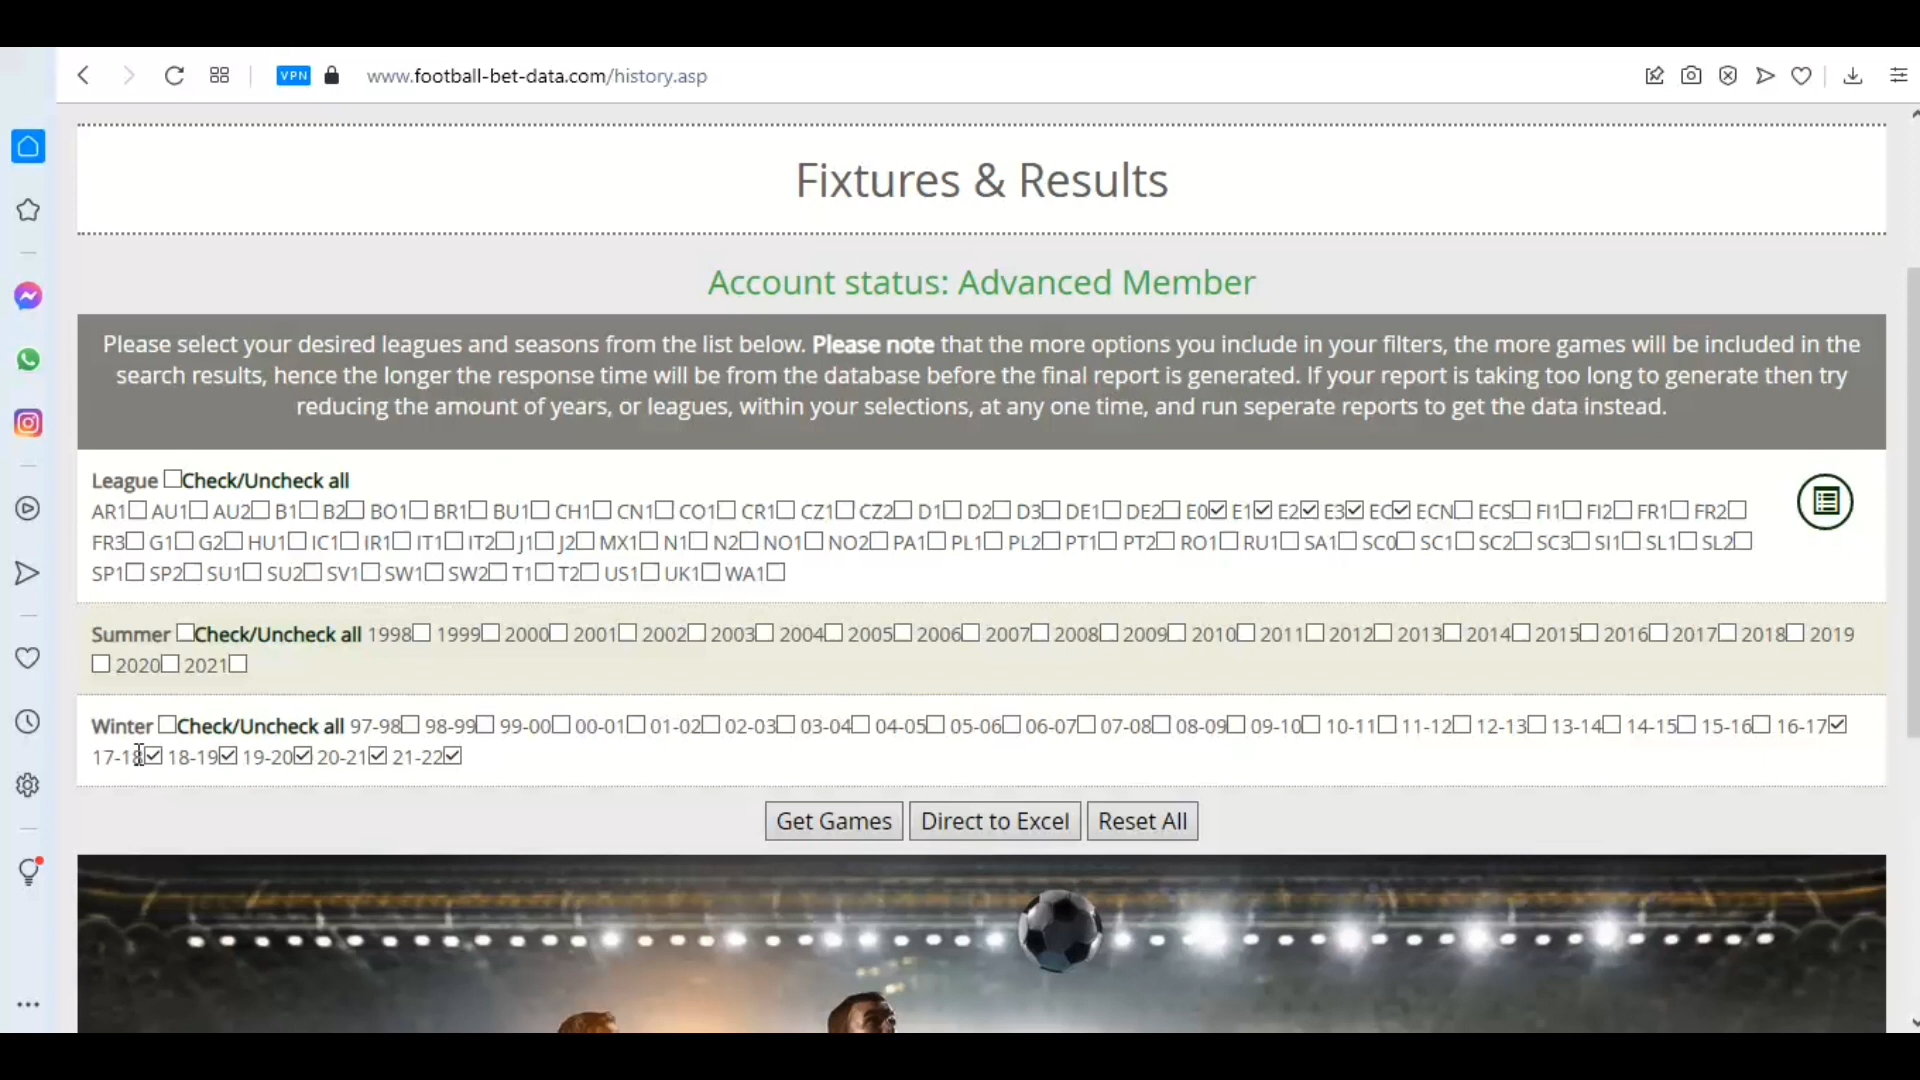 VPN www.football-bet-data.com/history.asp
Fixtures & Results
Account status: Advanced Member
Please select your desired leagues and seasons from the list below. Please note that the more options you include in your filters, the more games will be included in the
search results, hence the longer the response time will be from the database before the final report is generated. If your report is taking too long to generate then try
reducing the amount of years, or leagues, within your selections, at any one time, and run seperate reports to get the data instead.
League Check/Uncheck all
AR1 AU1 AU2 B1 B2 BO1 BR1 BU1 CH1 CN1 CO1 CR1 CZ1 CZ2 D1 D2 D3 DE1 DE2 E0 E1 E2 E3 EC ECN ECS FI1 FI2 FR1 FR2
FR3 G1 G2 HU1 IC1 IR1 IT1 IT2 J1 J2 MX1 N1 N2 NO1 NO2 PA1 PL1 PL2 PT1 PT2 RO1 RU1 SA1 SC0 SC1 SC2 SC3 SI1 SL1 SL2
SP1 SP2 SU1 SU2 SV1 SW1 SW2 T1 T2 US1 UK1 WA1
Summer Check/Uncheck all 1998 1999 2000 2001 2002 2003 2004 2005 2006 2007 2008 2009 2010 2011 2012 2013 2014 2015 2016 2017 2018 2019
2020 2021
Winter Check/Uncheck all 97-98 98-99 99-00 00-01 01-02 02-03 03-04 04-05 05-06 06-07 07-08 08-09 09-10 10-11 11-12 12-13 13-14 14-15 15-16 16-17
17-18 18-19 19-20 20-21 21-22
Get Games Direct to Excel Reset All